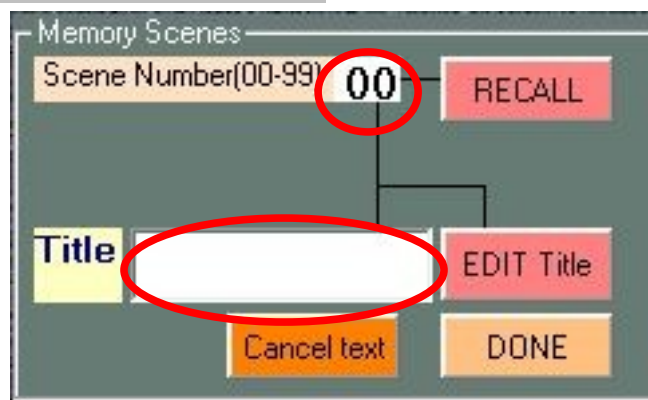 Memory Scenes
Scene Number(00-99) 00 RECALL
Title EDIT Title
Cancel text DONE